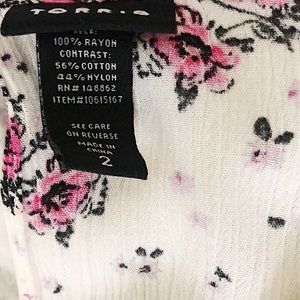 TORRID
SELF:
100% RAYON
CONTRAST:
56% COTTON
44% NYLON
RN# 148862
ITEM#10615167
SEE CARE
ON REVERSE
MADE IN
CHINA
2